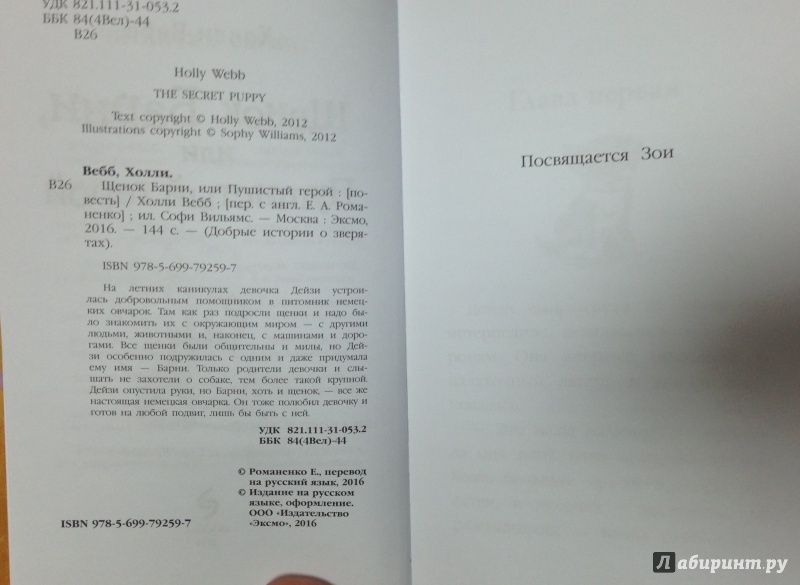 УДК 821.111-31-053.2
ББК 84(4Вел)-44
В26
Holly Webb
THE SECRET PUPPY
Text copyright © Holly Webb, 2012
Illustrations copyright © Sophy Williams, 2012
Вебб, Холли.
В26 Щенок Барни, или Пушистый герой : [по-
весть] / Холли Вебб ; [пер. с англ. Е. А. Рома-
ненко] ; ил. Софи Вильямс. — Москва : Эксмо,
2016. — 144 с. — (Добрые истории о зверя-
тах).
ISBN 978-5-699-79259-7
На летних каникулах девочка Дейзи устрои-
лась добровольным помощником в питомник немец-
ких овчарок. Там как раз подросли щенки и надо бы-
ло знакомить их с окружающим миром — с другими
людьми, животными и, наконец, с машинами и доро-
гами. Все щенки были общительны и милы, но Дей-
зи особенно подружилась с одним и даже придумала
ему имя — Барни. Только родители девочки и слы-
шать не захотели о собаке, тем более такой крупной.
Дейзи опустила руки, но Барни, хоть и щенок, — все же
настоящая немецкая овчарка. Он тоже полюбил девочку и
готов на любой подвиг, лишь бы быть с ней.
УДК 821.111-31-053.2
ББК 84(4Вел)-44
© Романенко Е., перевод
на русский язык, 2016
© Издание на русском
языке, оформление.
ООО «Издательство
«Эксмо», 2016
ISBN 978-5-699-79259-7
Посвящается Зои
Глава первая
Лабиринт.ру